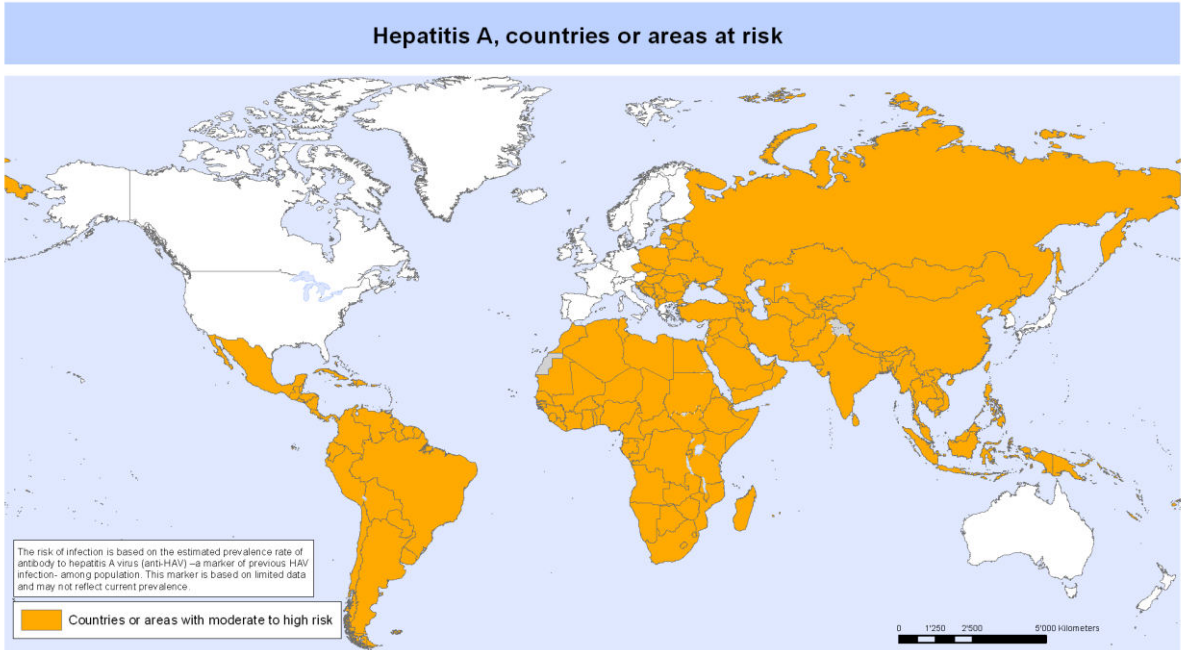 Hepatitis A, countries or areas at risk
The risk of infection is based on the estimated prevalence rate of
antibody to hepatitis A virus (anti-HAV) –a marker of previous HAV
infection- among population. This marker is based on limited data
and may not reflect current prevalence.
Countries or areas with moderate to high risk
0 1'250 2'500 5'000 Kilometers